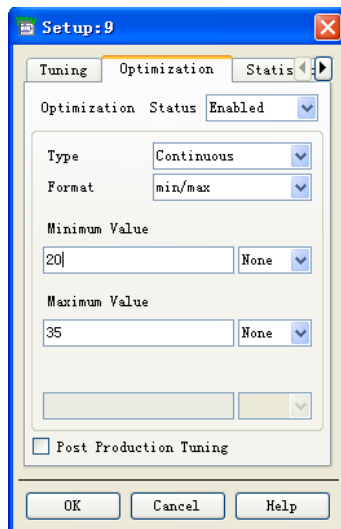 Setup:9
Tuning Optimization Statis
Optimization Status Enabled
Type Continuous
Format min/max
Minimum Value
20 None
Maximum Value
35 None
Post Production Tuning
OK Cancel Help